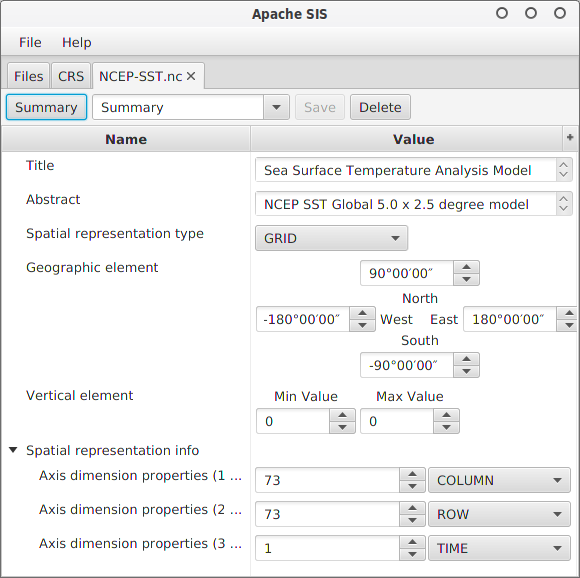 Apache SIS
File Help
Files CRS NCEP-SST.nc ×
Summary Summary Save Delete
Name Value +
Title Sea Surface Temperature Analysis Model
Abstract NCEP SST Global 5.0 x 2.5 degree model
Spatial representation type GRID
Geographic element 90°00′00″
North
-180°00′00″ West East 180°00′00″
South
-90°00′00″
Vertical element Min Value Max Value
0 0
Spatial representation info
Axis dimension properties (1 ... 73 COLUMN
Axis dimension properties (2 ... 73 ROW
Axis dimension properties (3 ... 1 TIME